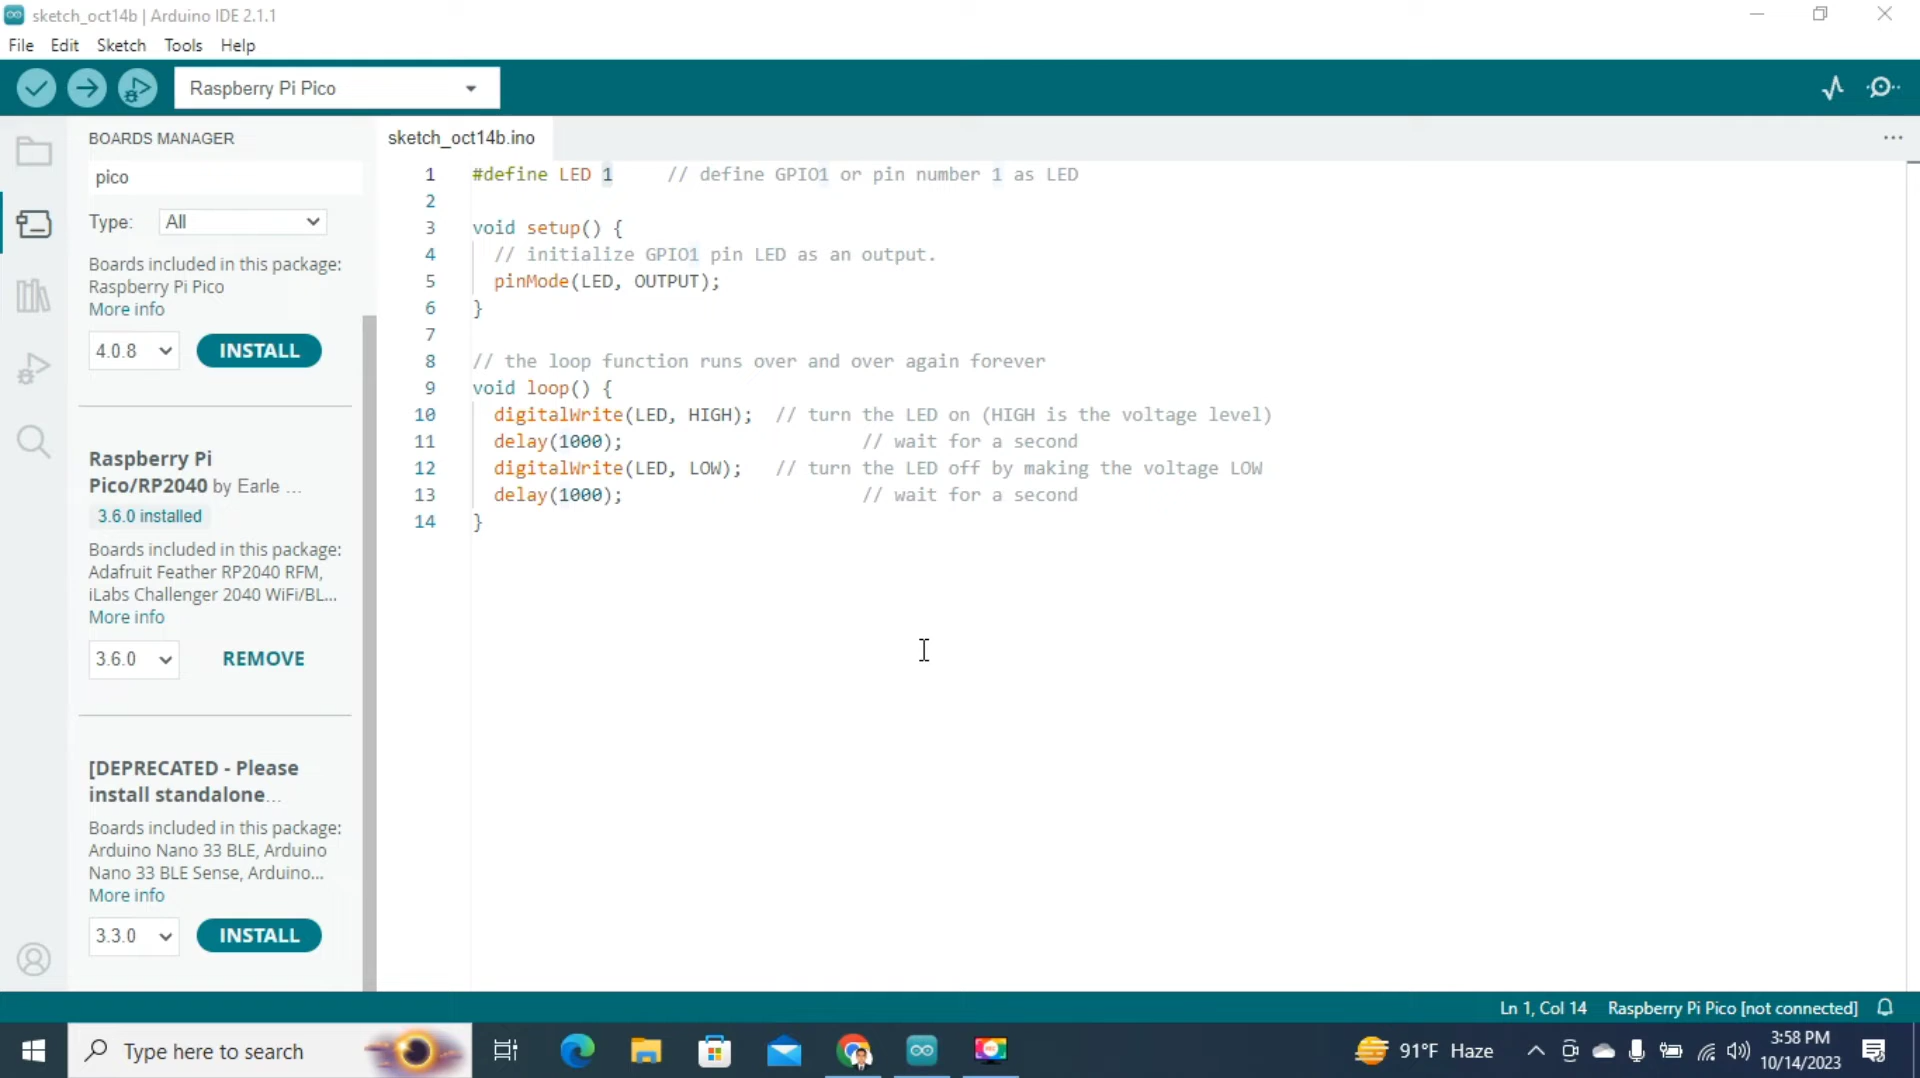 sketch_oct14b | Arduino IDE 2.1.1
File Edit Sketch Tools Help
Raspberry Pi Pico
BOARDS MANAGER
pico
Type: All
Boards included in this package:
Raspberry Pi Pico
More info
4.0.8 INSTALL
Raspberry Pi
Pico/RP2040 by Earle ...
3.6.0 installed
Boards included in this package:
Adafruit Feather RP2040 RFM,
iLabs Challenger 2040 WiFi/BL...
More info
3.6.0 REMOVE
[DEPRECATED - Please
install standalone...
Boards included in this package:
Arduino Nano 33 BLE, Arduino
Nano 33 BLE Sense, Arduino...
More info
3.3.0 INSTALL
sketch_oct14b.ino
1 #define LED 1 // define GPIO1 or pin number 1 as LED
2
3 void setup() {
4 // initialize GPIO1 pin LED as an output.
5 pinMode(LED, OUTPUT);
6 }
7
8 // the loop function runs over and over again forever
9 void loop() {
10 digitalWrite(LED, HIGH); // turn the LED on (HIGH is the voltage level)
11 delay(1000); // wait for a second
12 digitalWrite(LED, LOW); // turn the LED off by making the voltage LOW
13 delay(1000); // wait for a second
14 }
Ln 1, Col 14 Raspberry Pi Pico [not connected]
Type here to search
91°F Haze
3:58 PM
10/14/2023